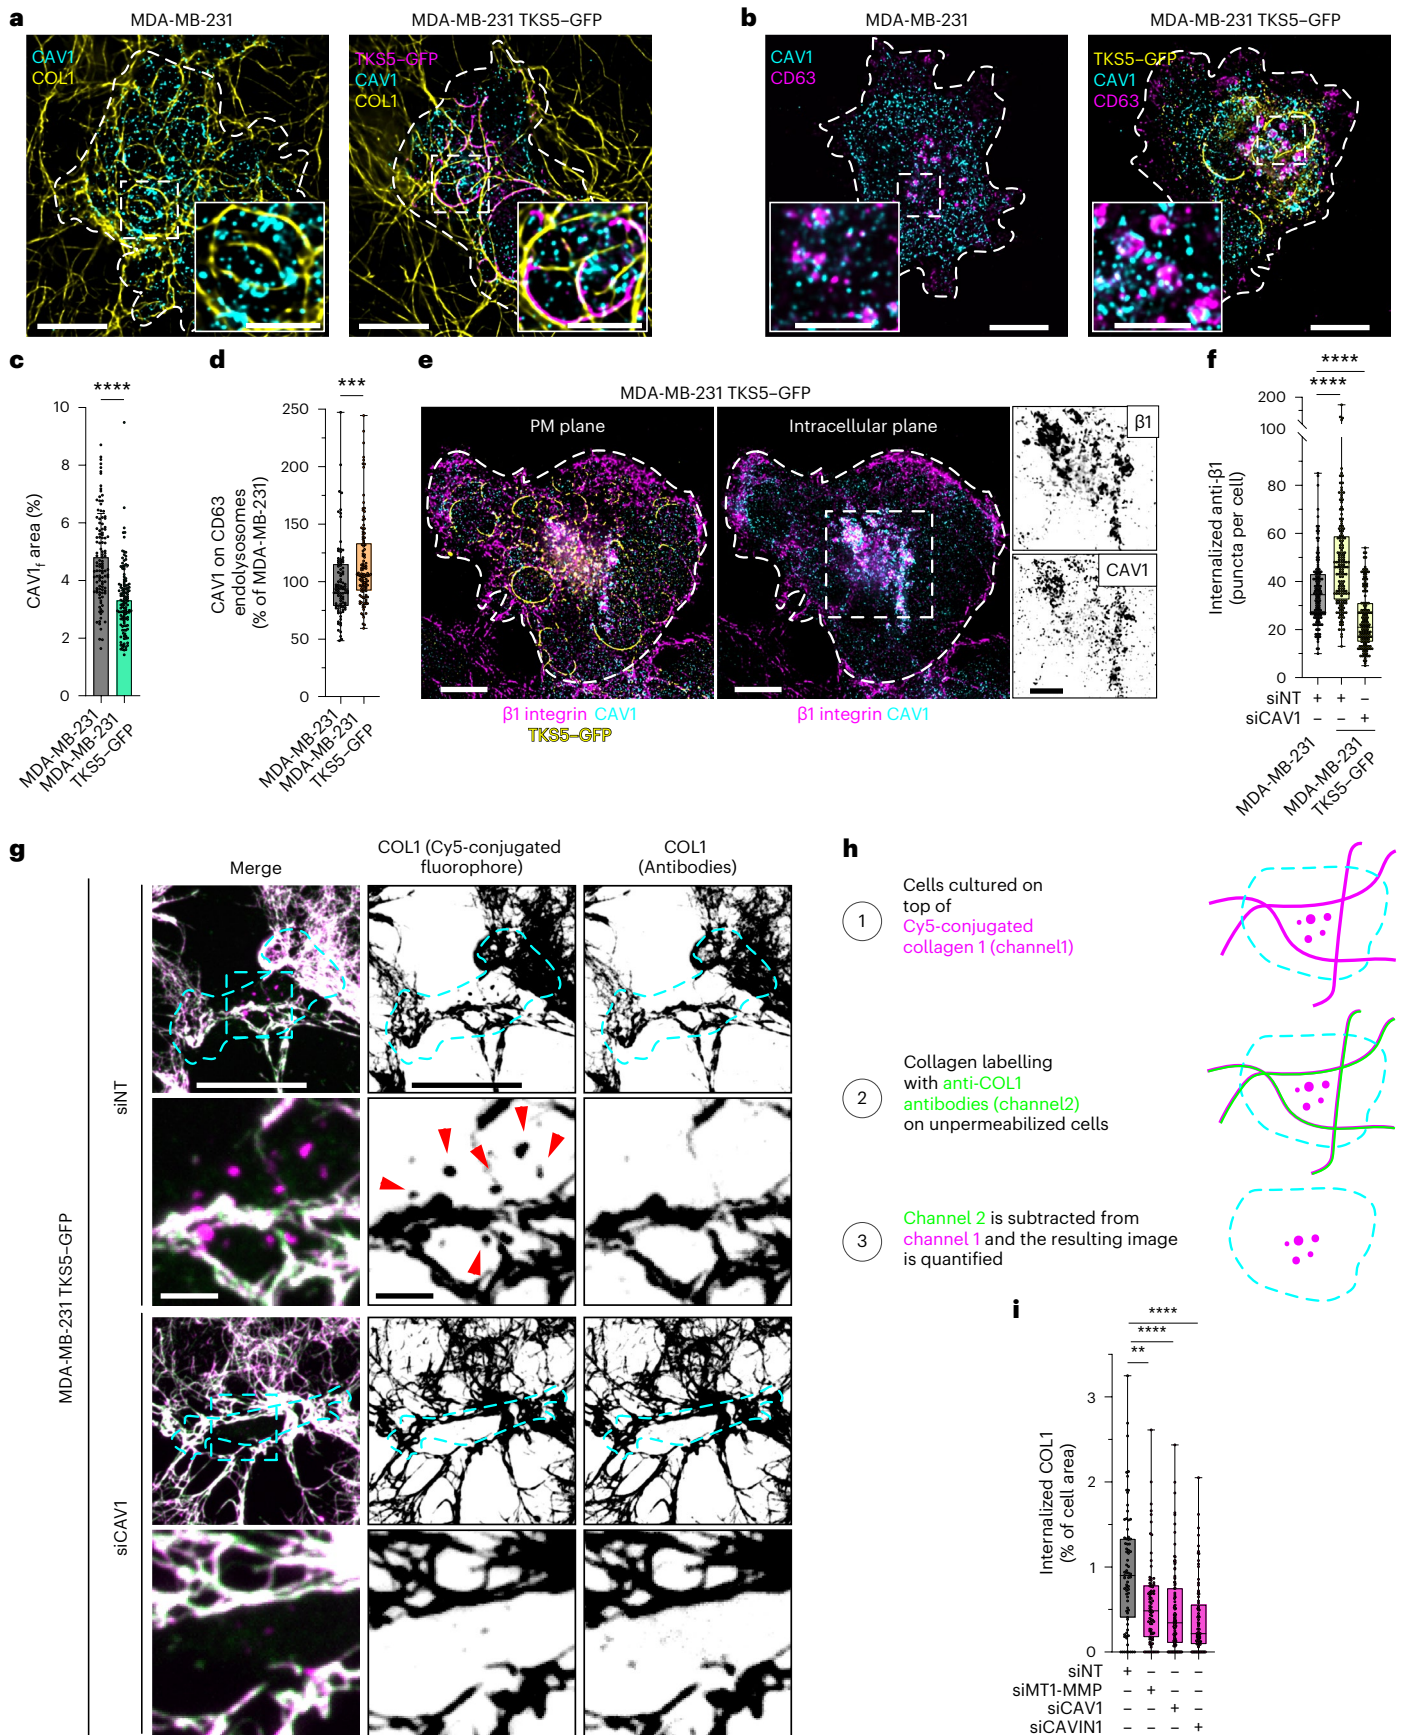 a
MDA-MB-231
MDA-MB-231 TKS5–GFP
CAV1
COL1
TKS5–GFP
CAV1
COL1
b
MDA-MB-231
MDA-MB-231 TKS5–GFP
CAV1
CD63
TKS5–GFP
CAV1
CD63
c
****
10
8
6
4
2
0
CAV1f area (%)
MDA-MB-231
MDA-MB-231
TKS5–GFP
d
***
250
200
150
100
50
0
CAV1 on CD63
endolysosomes
(% of MDA-MB-231)
MDA-MB-231
MDA-MB-231
TKS5–GFP
e
MDA-MB-231 TKS5–GFP
PM plane
Intracellular plane
β1
CAV1
β1 integrin CAV1
TKS5–GFP
β1 integrin CAV1
f
****
****
200
100
80
60
40
20
0
Internalized anti-β1
(puncta per cell)
siNT + + –
siCAV1 – – +
MDA-MB-231
MDA-MB-231
TKS5–GFP
g
Merge
COL1 (Cy5-conjugated
fluorophore)
COL1
(Antibodies)
MDA-MB-231 TKS5–GFP
siNT
siCAV1
h
1
Cells cultured on
top of
Cy5-conjugated
collagen 1 (channel1)
2
Collagen labelling
with anti-COL1
antibodies (channel2)
on unpermeabilized cells
3
Channel 2 is subtracted from
channel 1 and the resulting image
is quantified
i
****
****
**
3
2
1
0
Internalized COL1
(% of cell area)
siNT + – – –
siMT1-MMP – + – –
siCAV1 – – + –
siCAVIN1 – – – +